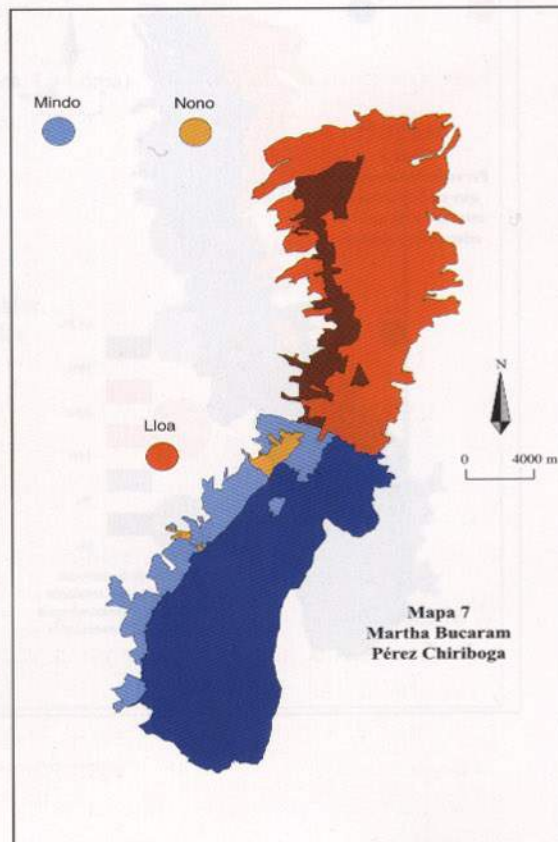 Mindo
Nono
Lloa
N
0 4000 m
Mapa 7
Martha Bucaram
Pérez Chiriboga